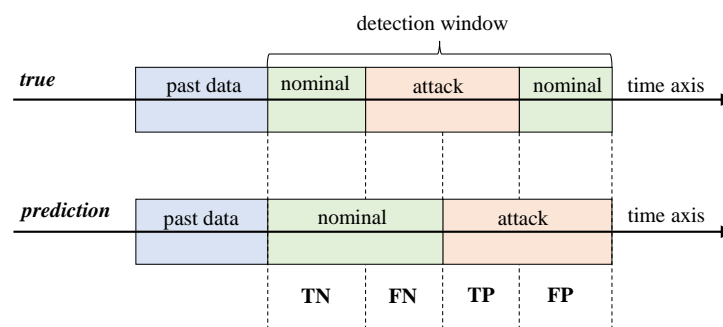 detection window
true
past data
nominal
attack
nominal
time axis
prediction
past data
nominal
attack
time axis
TN
FN
TP
FP